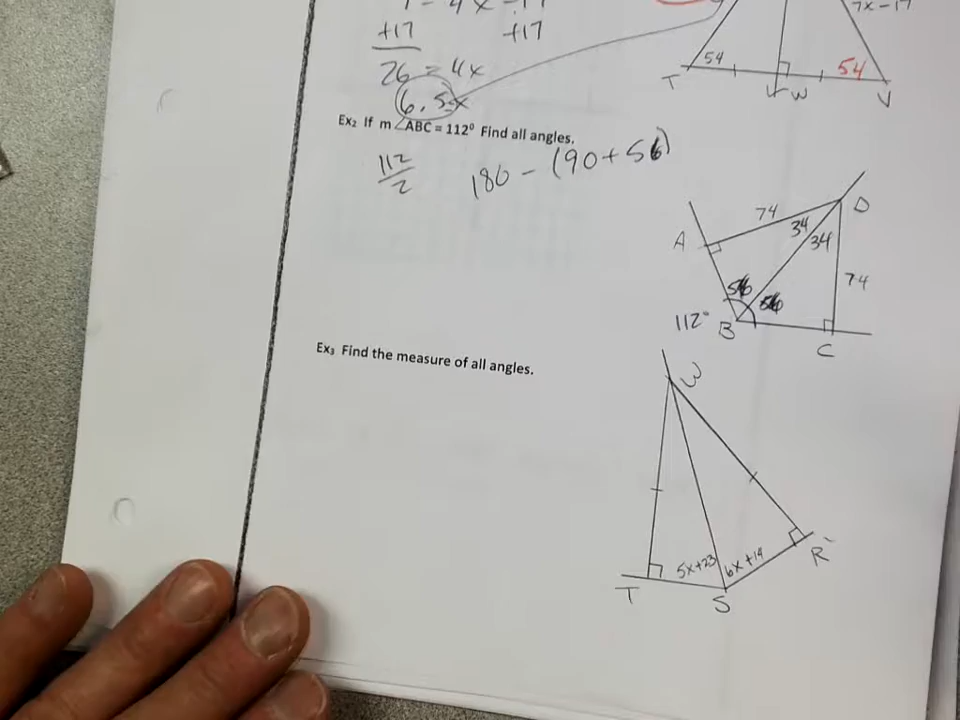 +17 +17
7x-17
26 = 4x
54
54
T
W
V
6.5
Ex2 If m∠ABC = 112° Find all angles.
112
2
180 - (90+56)
74
D
34
34
A
74
56
56
112°
B
C
Ex3 Find the measure of all angles.
W
5x+23
6x+14
R
T
S